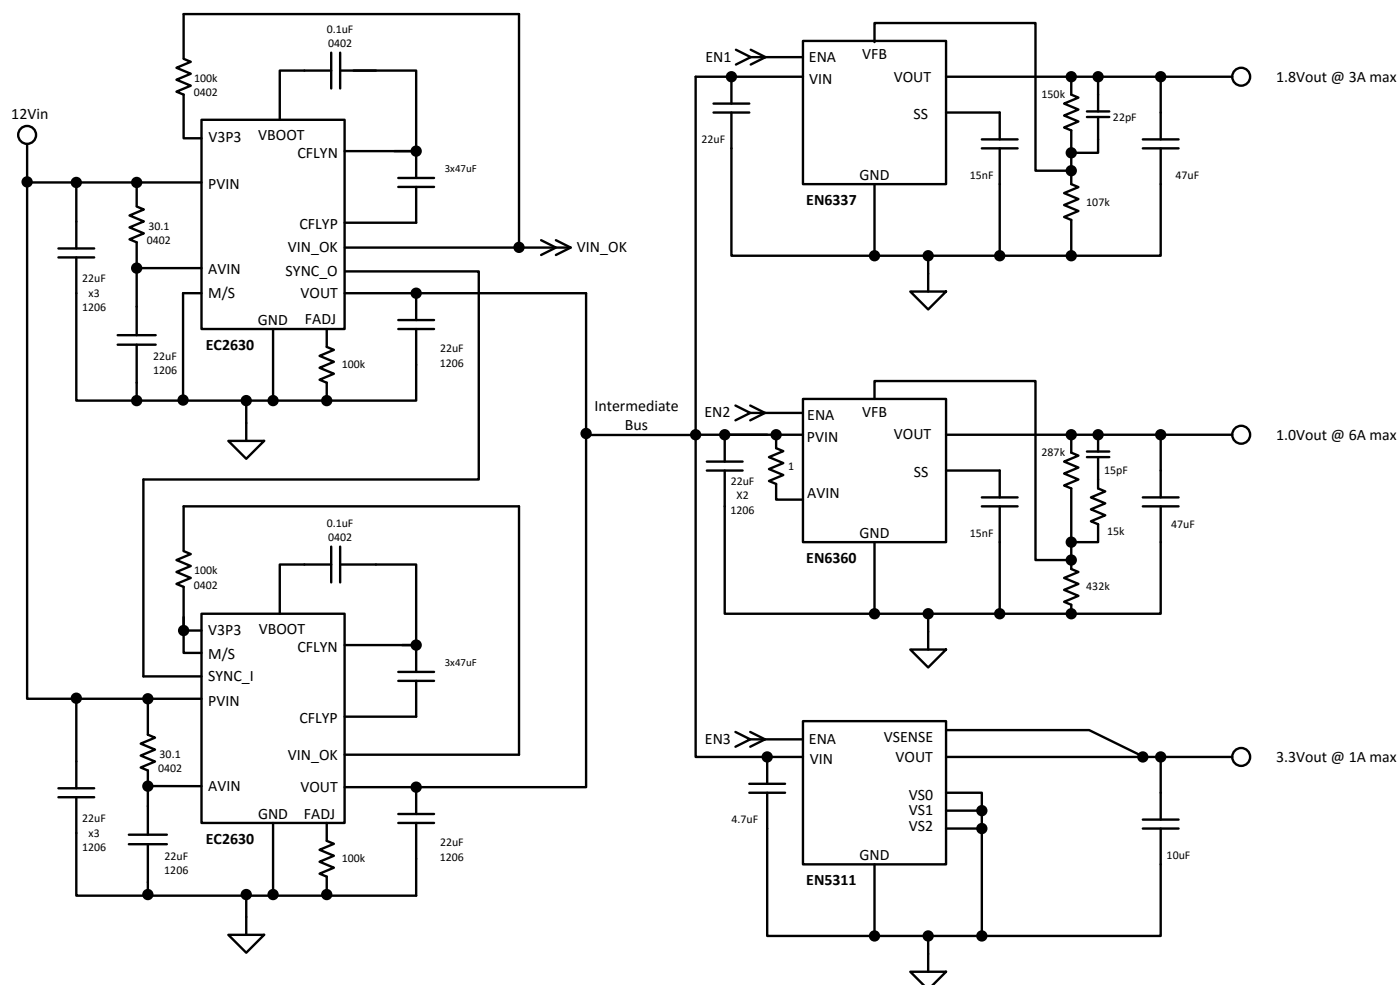 12Vin
100k
0402
0.1uF
0402
V3P3
VBOOT
CFLYN
PVIN
3x47uF
30.1
0402
CFLYP
VIN_OK
VIN_OK
AVIN
SYNC_O
22uF
x3
1206
M/S
VOUT
GND
FADJ
EC2630
22uF
1206
100k
22uF
1206
100k
0402
0.1uF
0402
V3P3
VBOOT
M/S
CFLYN
SYNC_I
3x47uF
PVIN
CFLYP
30.1
0402
VIN_OK
AVIN
VOUT
22uF
x3
1206
GND
FADJ
EC2630
22uF
1206
100k
22uF
1206
Intermediate
Bus
EN1
ENA
VFB
VIN
VOUT
22uF
SS
GND
EN6337
15nF
150k
22pF
107k
47uF
1.8Vout @ 3A max
EN2
ENA
VFB
PVIN
VOUT
22uF
X2
1206
1
SS
AVIN
GND
EN6360
15nF
287k
15pF
15k
432k
47uF
1.0Vout @ 6A max
EN3
ENA
VSENSE
VIN
VOUT
4.7uF
VS0
VS1
VS2
GND
EN5311
10uF
3.3Vout @ 1A max